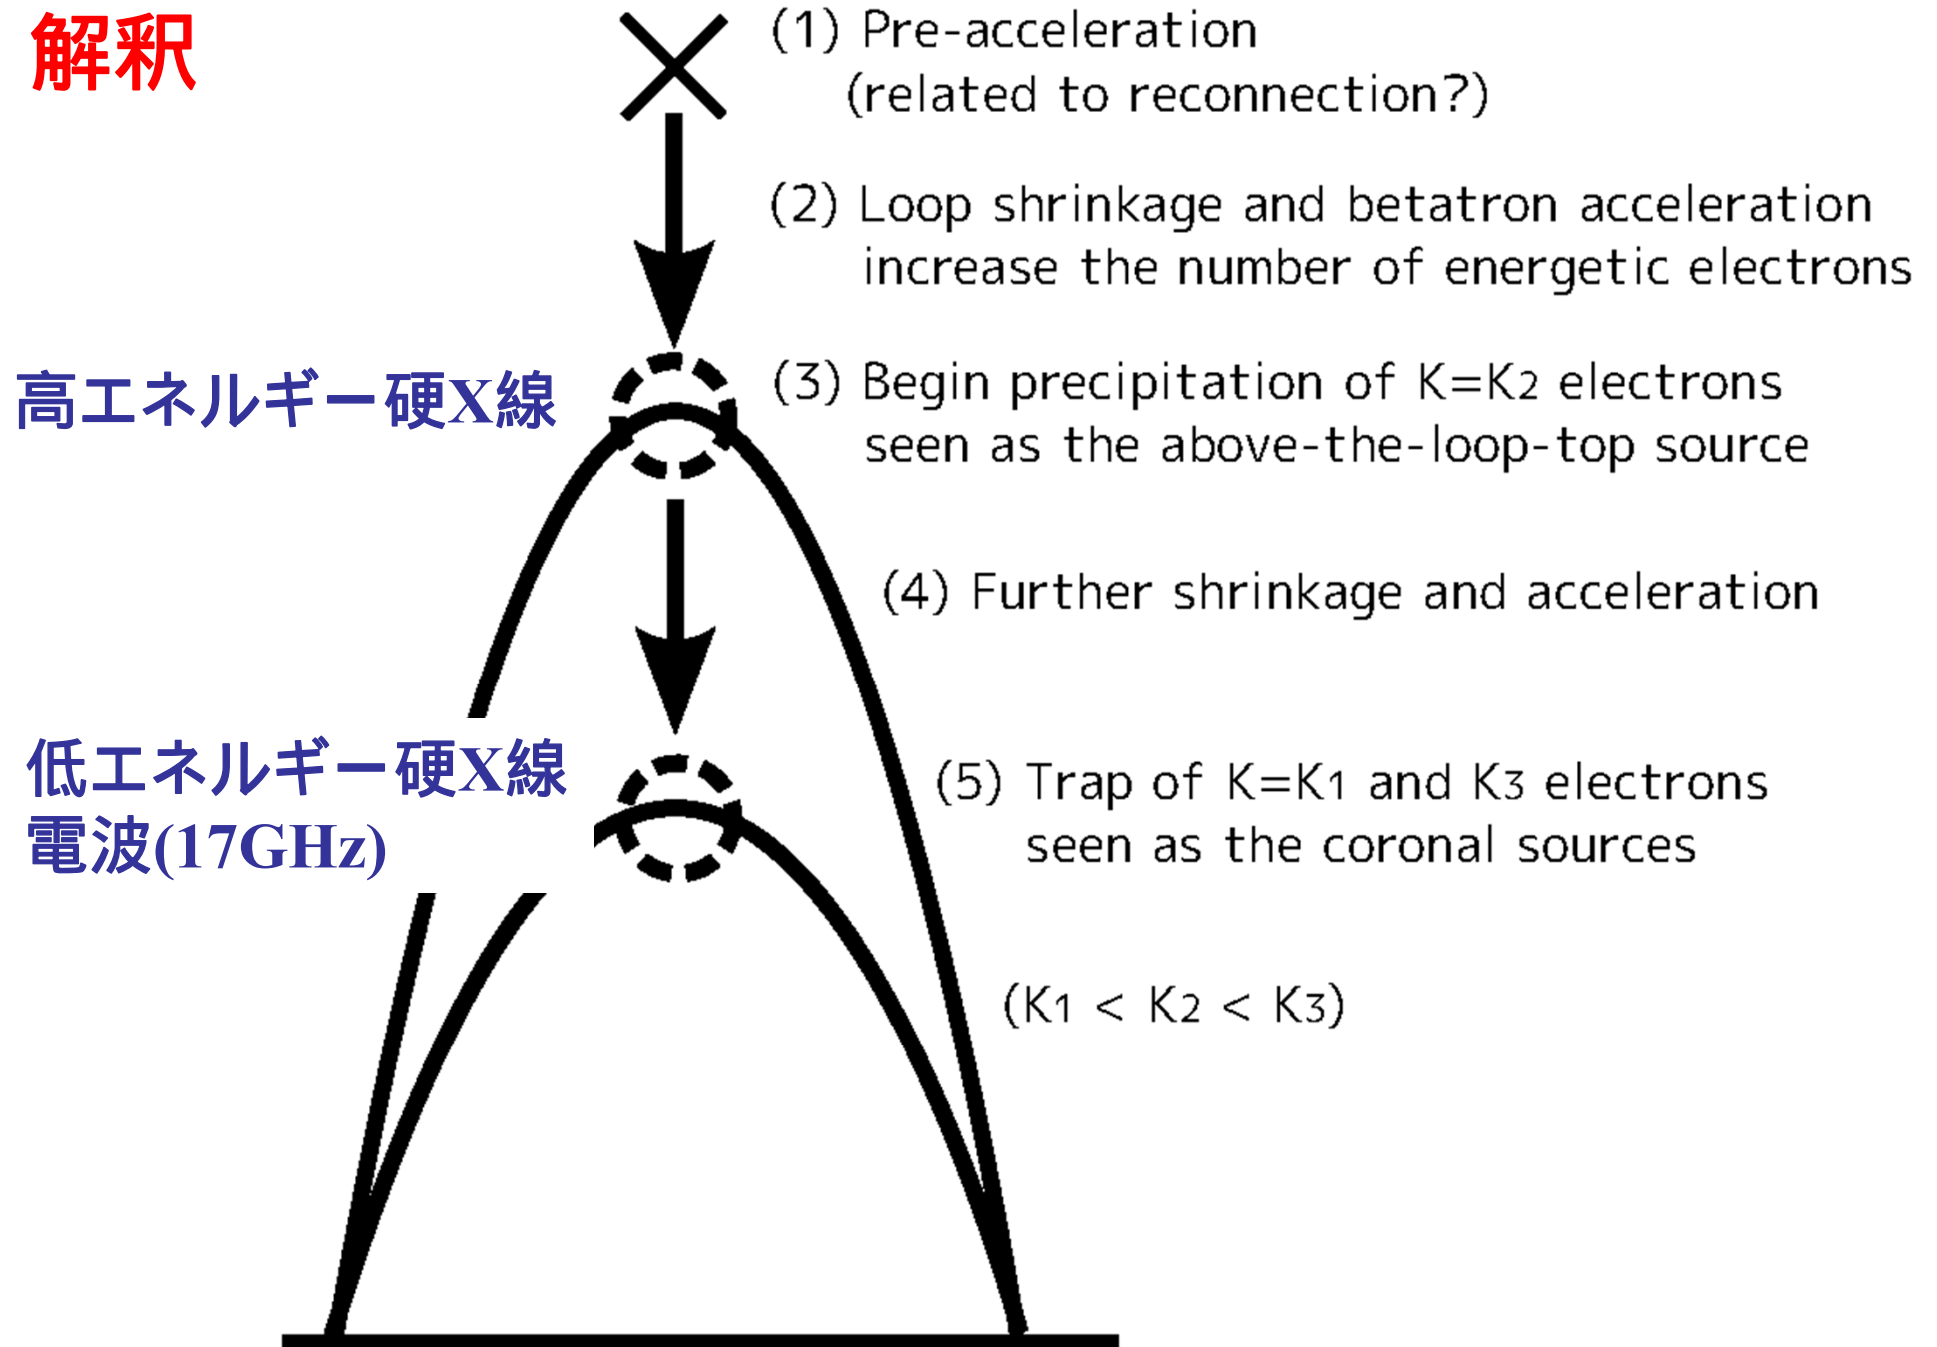 解釈
(1) Pre-acceleration
(related to reconnection?)
(2) Loop shrinkage and betatron acceleration
increase the number of energetic electrons
高エネルギー硬X線
(3) Begin precipitation of K=K2 electrons
seen as the above-the-loop-top source
(4) Further shrinkage and acceleration
低エネルギー硬X線
電波(17GHz)
(5) Trap of K=K1 and K3 electrons
seen as the coronal sources
(K1 < K2 < K3)